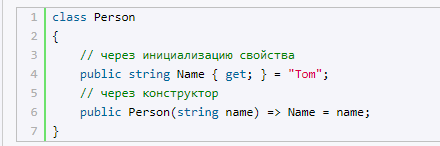 1 class Person
2 {
3 // через инициализацию свойства
4 public string Name { get; } = "Tom";
5 // через конструктор
6 public Person(string name) => Name = name;
7 }